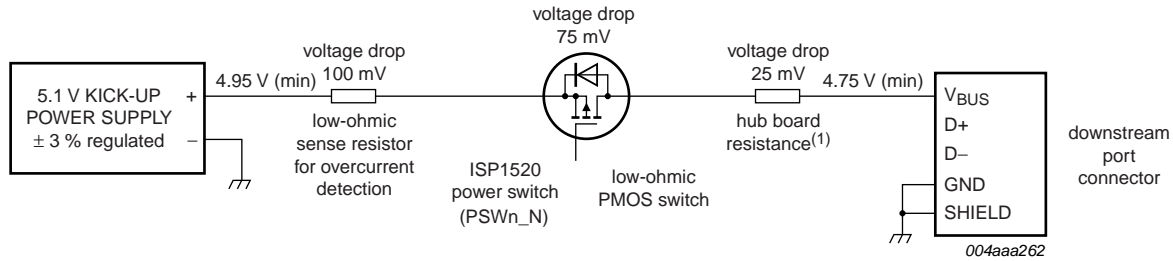 voltage drop
75 mV
voltage drop
100 mV
voltage drop
25 mV
4.95 V (min)
4.75 V (min)
5.1 V KICK-UP
POWER SUPPLY
± 3 % regulated
+
−
low-ohmic
sense resistor
for overcurrent
detection
ISP1520
power switch
(PSWn_N)
low-ohmic
PMOS switch
hub board
resistance(1)
VBUS
D+
D−
GND
SHIELD
downstream
port
connector
004aaa262